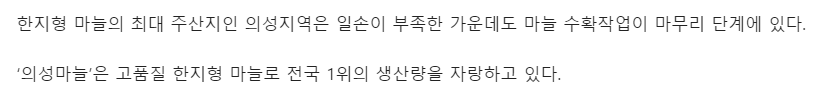 한지형 마늘의 최대 주산지인 의성지역은 일손이 부족한 가운데도 마늘 수확작업이 마무리 단계에 있다.
‘의성마늘’은 고품질 한지형 마늘로 전국 1위의 생산량을 자랑하고 있다.